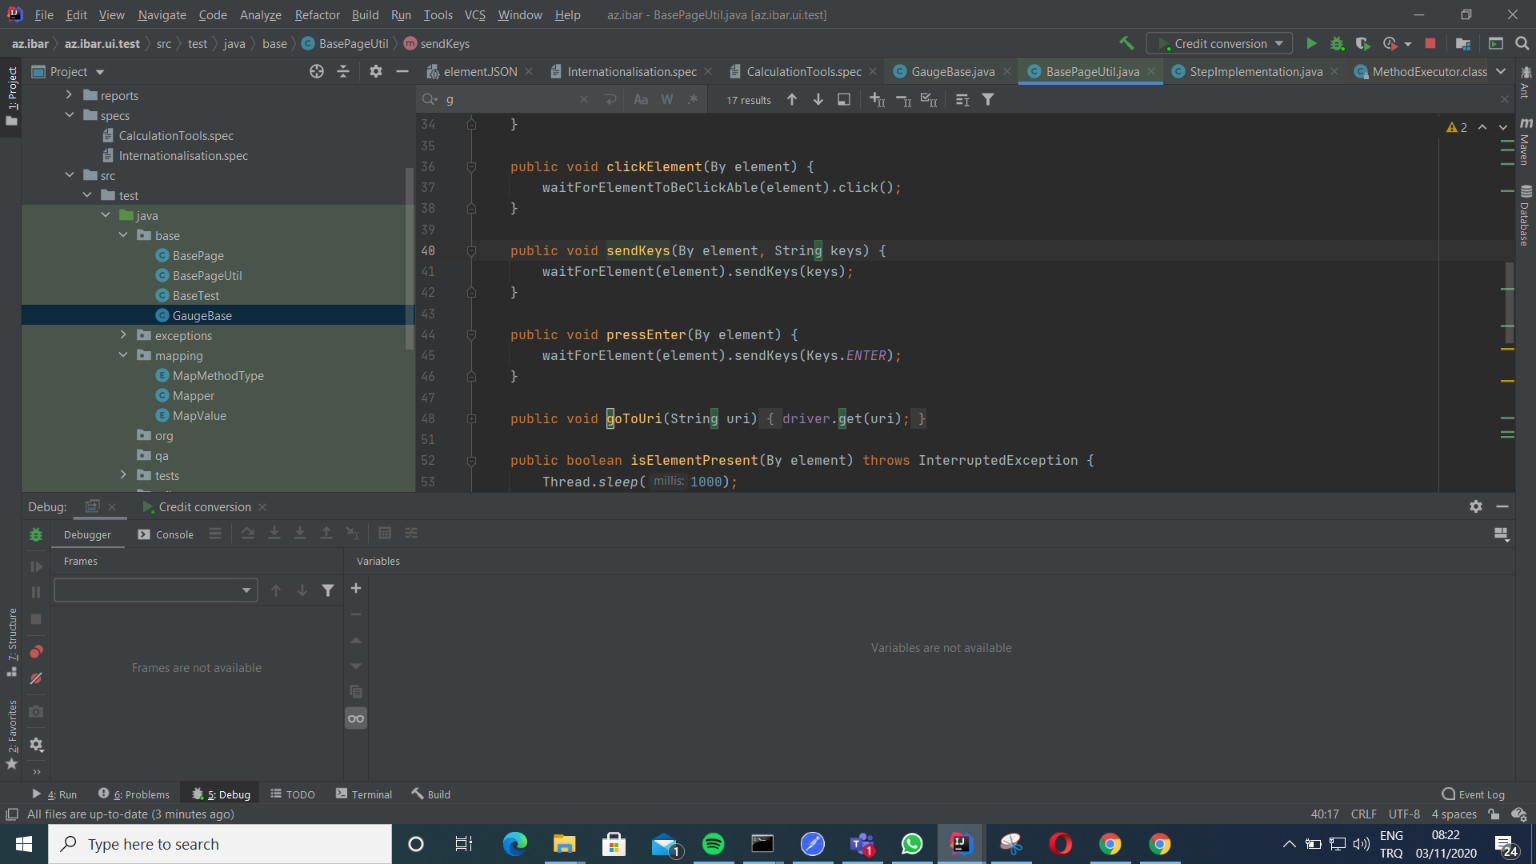 File Edit View Navigate Code Analyze Refactor Build Run Tools VCS Window Help az.ibar - BasePageUtil.java [az.ibar.ui.test]
az.ibar az.ibar.ui.test src test java base BasePageUtil sendKeys Credit conversion
Project elementJSON Internationalisation.spec CalculationTools.spec GaugeBase.java BasePageUtil.java StepImplementation.java MethodExecutor.class
1: Project
Ant
Maven
Database
reports
specs
CalculationTools.spec
Internationalisation.spec
src
test
java
base
BasePage
BasePageUtil
BaseTest
GaugeBase
exceptions
mapping
MapMethodType
Mapper
MapValue
org
qa
tests
g Aa W .* 17 results
2
34 }
35
36 public void clickElement(By element) {
37 waitForElementToBeClickAble(element).click();
38 }
39
40 public void sendKeys(By element, String keys) {
41 waitForElement(element).sendKeys(keys);
42 }
43
44 public void pressEnter(By element) {
45 waitForElement(element).sendKeys(Keys.ENTER);
46 }
47
48 public void goToUri(String uri) { driver.get(uri); }
51
52 public boolean isElementPresent(By element) throws InterruptedException {
53 Thread.sleep( millis: 1000);
Debug: Credit conversion
Debugger Console
Frames Variables
Frames are not available
Variables are not available
7: Structure
2: Favorites
4: Run 6: Problems 5: Debug TODO Terminal Build Event Log
All files are up-to-date (3 minutes ago) 40:17 CRLF UTF-8 4 spaces
Type here to search
1
1
ENG 08:22
TRQ 03/11/2020
24